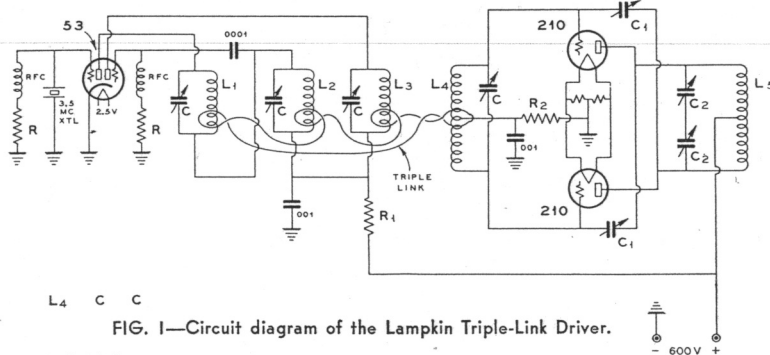 53
210
C1
0001
RFC
RFC
L1
L2
L3
L4
C
C2
L5
C
C
C
R2
3.5
MC
XTL
2.5V
R
R
001
C2
TRIPLE
LINK
001
R1
210
C1
L4 C C
FIG. 1—Circuit diagram of the Lampkin Triple-Link Driver.
- 600V +